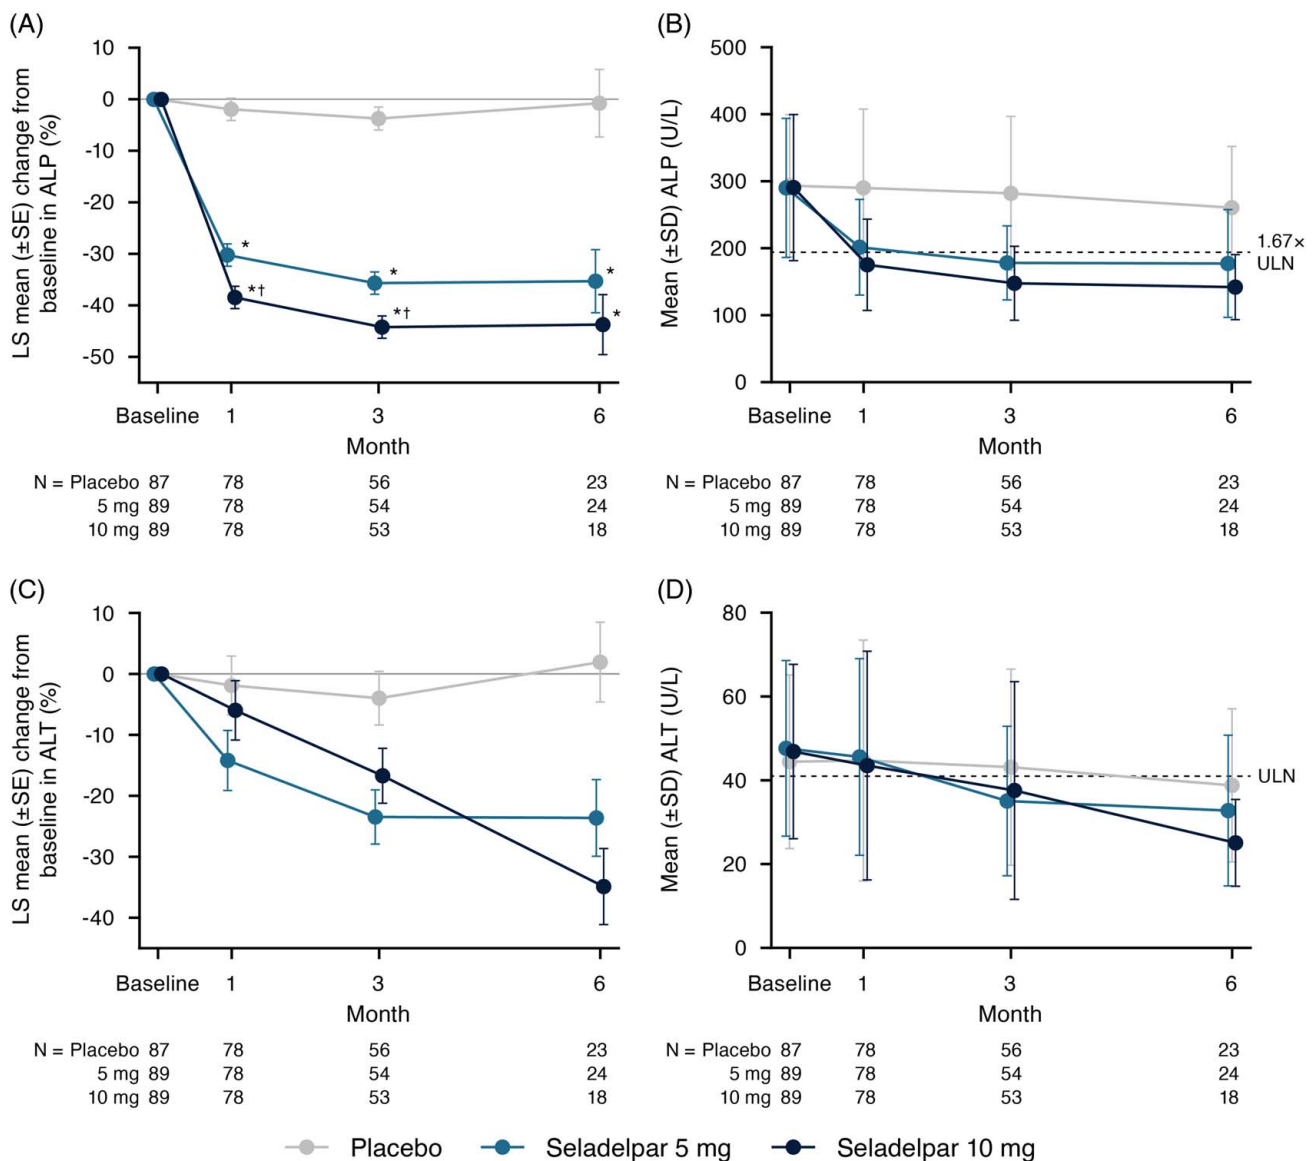 (A)
LS mean (±SE) change from
baseline in ALP (%)
10
0
-10
-20
-30
-40
-50
*
*†
*
*†
*
*
Baseline 1 3 6
Month
N = Placebo 87 78 56 23
5 mg 89 78 54 24
10 mg 89 78 53 18
(B)
Mean (±SD) ALP (U/L)
500
400
300
200
100
0
1.67×
ULN
Baseline 1 3 6
Month
N = Placebo 87 78 56 23
5 mg 89 78 54 24
10 mg 89 78 53 18
(C)
LS mean (±SE) change from
baseline in ALT (%)
10
0
-10
-20
-30
-40
Baseline 1 3 6
Month
N = Placebo 87 78 56 23
5 mg 89 78 54 24
10 mg 89 78 53 18
(D)
Mean (±SD) ALT (U/L)
80
60
40
20
0
ULN
Baseline 1 3 6
Month
N = Placebo 87 78 56 23
5 mg 89 78 54 24
10 mg 89 78 53 18
Placebo Seladelpar 5 mg Seladelpar 10 mg